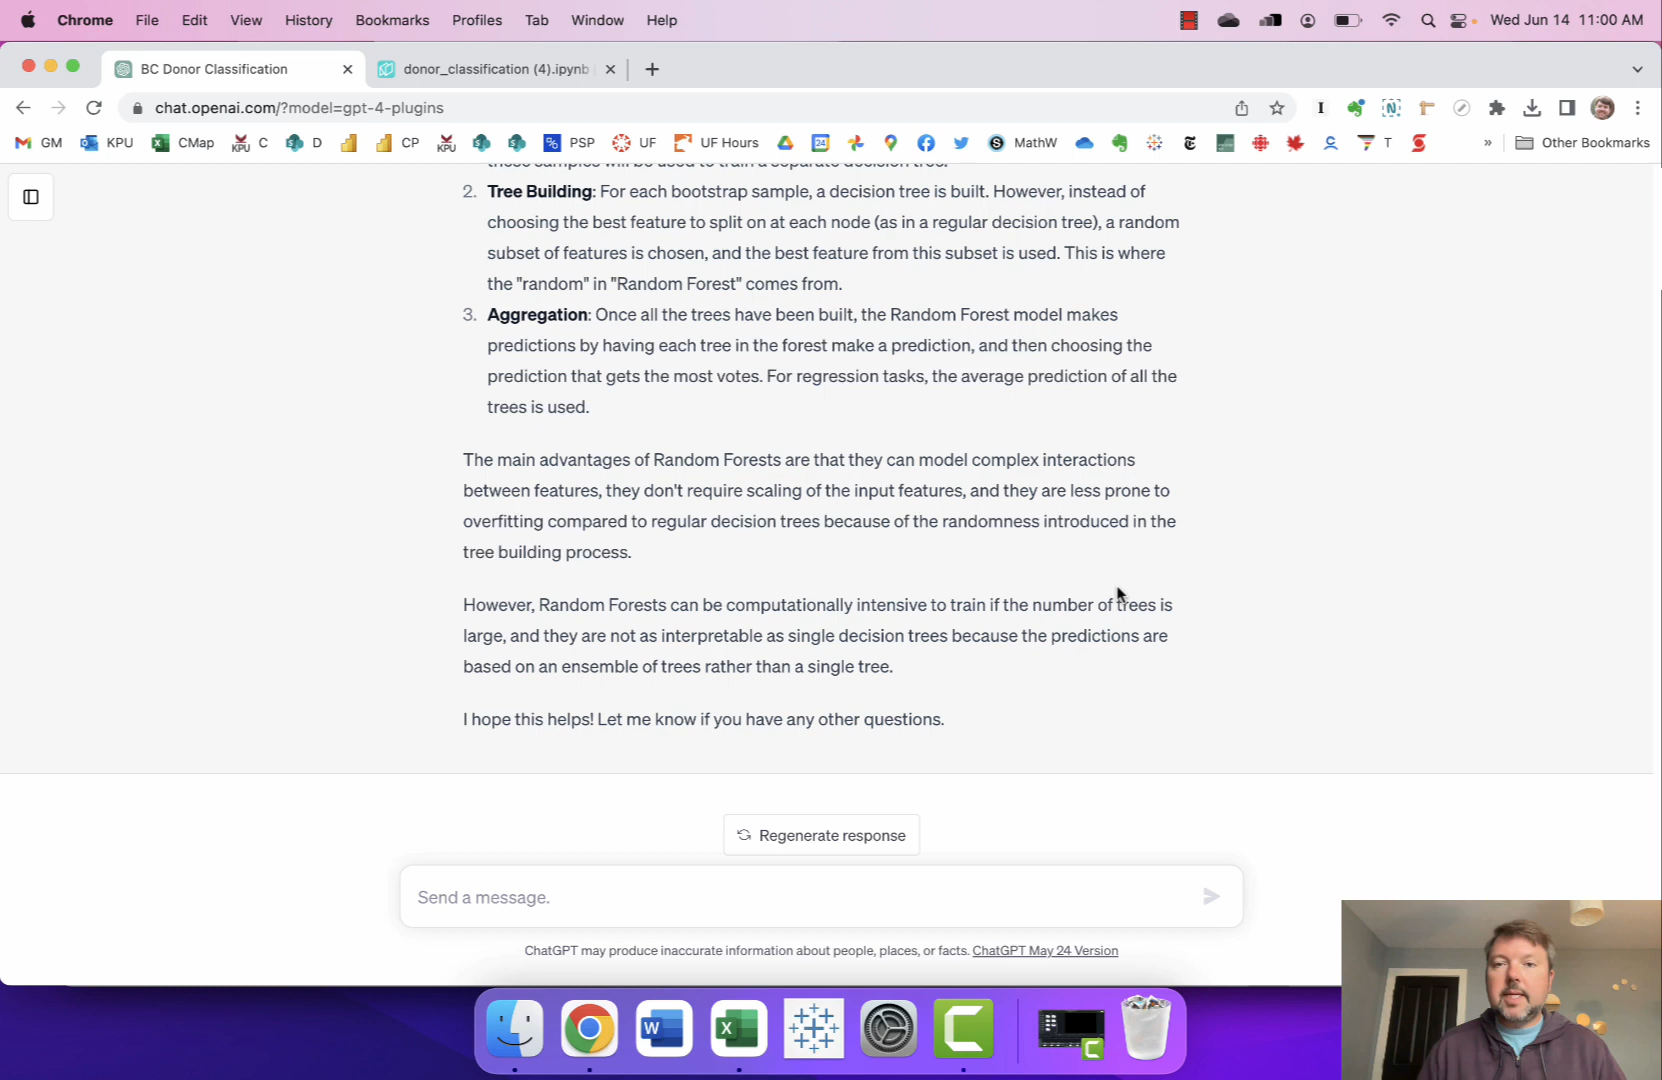 Chrome File Edit View History Bookmarks Profiles Tab Window Help Wed Jun 14 11:00 AM
BC Donor Classification donor_classification (4).ipynb
chat.openai.com/?model=gpt-4-plugins
GM KPU CMap KPU C D CP KPU PSP UF UF Hours 24 MathW T » Other Bookmarks
these samples will be used to train a separate decision tree.
2. Tree Building: For each bootstrap sample, a decision tree is built. However, instead of
choosing the best feature to split on at each node (as in a regular decision tree), a random
subset of features is chosen, and the best feature from this subset is used. This is where
the "random" in "Random Forest" comes from.
3. Aggregation: Once all the trees have been built, the Random Forest model makes
predictions by having each tree in the forest make a prediction, and then choosing the
prediction that gets the most votes. For regression tasks, the average prediction of all the
trees is used.
The main advantages of Random Forests are that they can model complex interactions
between features, they don't require scaling of the input features, and they are less prone to
overfitting compared to regular decision trees because of the randomness introduced in the
tree building process.
However, Random Forests can be computationally intensive to train if the number of trees is
large, and they are not as interpretable as single decision trees because the predictions are
based on an ensemble of trees rather than a single tree.
I hope this helps! Let me know if you have any other questions.
Regenerate response
Send a message.
ChatGPT may produce inaccurate information about people, places, or facts. ChatGPT May 24 Version
W X C